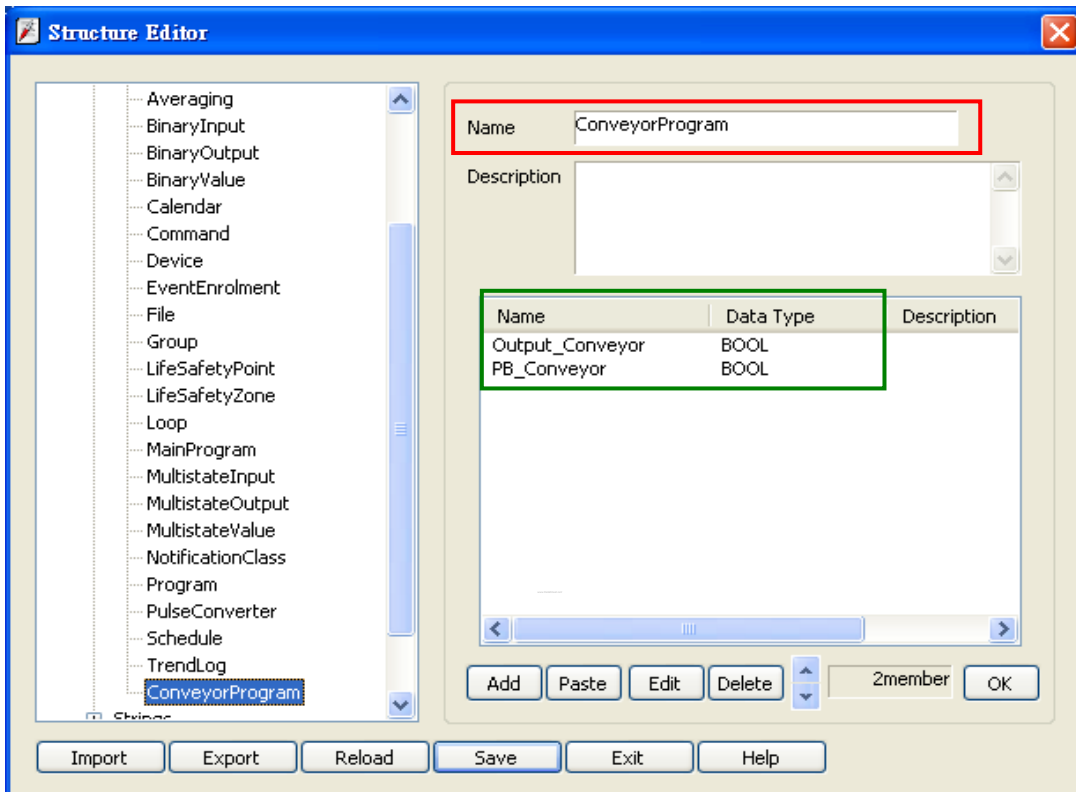 Structure Editor
Averaging
BinaryInput
BinaryOutput
BinaryValue
Calendar
Command
Device
EventEnrolment
File
Group
LifeSafetyPoint
LifeSafetyZone
Loop
MainProgram
MultistateInput
MultistateOutput
MultistateValue
NotificationClass
Program
PulseConverter
Schedule
TrendLog
ConveyorProgram
Strings
Name ConveyorProgram
Description
Name Data Type Description
Output_Conveyor BOOL
PB_Conveyor BOOL
Add Paste Edit Delete 2member OK
Import Export Reload Save Exit Help